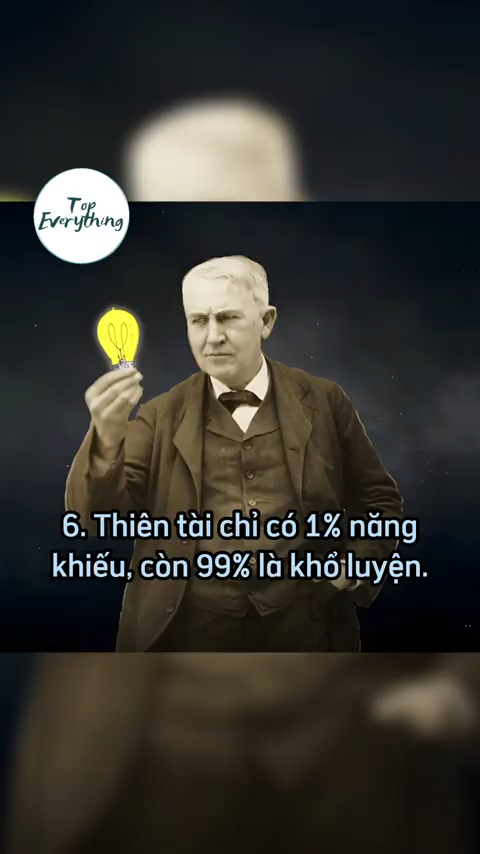 Top
Everything
6. Thiên tài chỉ có 1% năng
khiếu, còn 99% là khổ luyện.